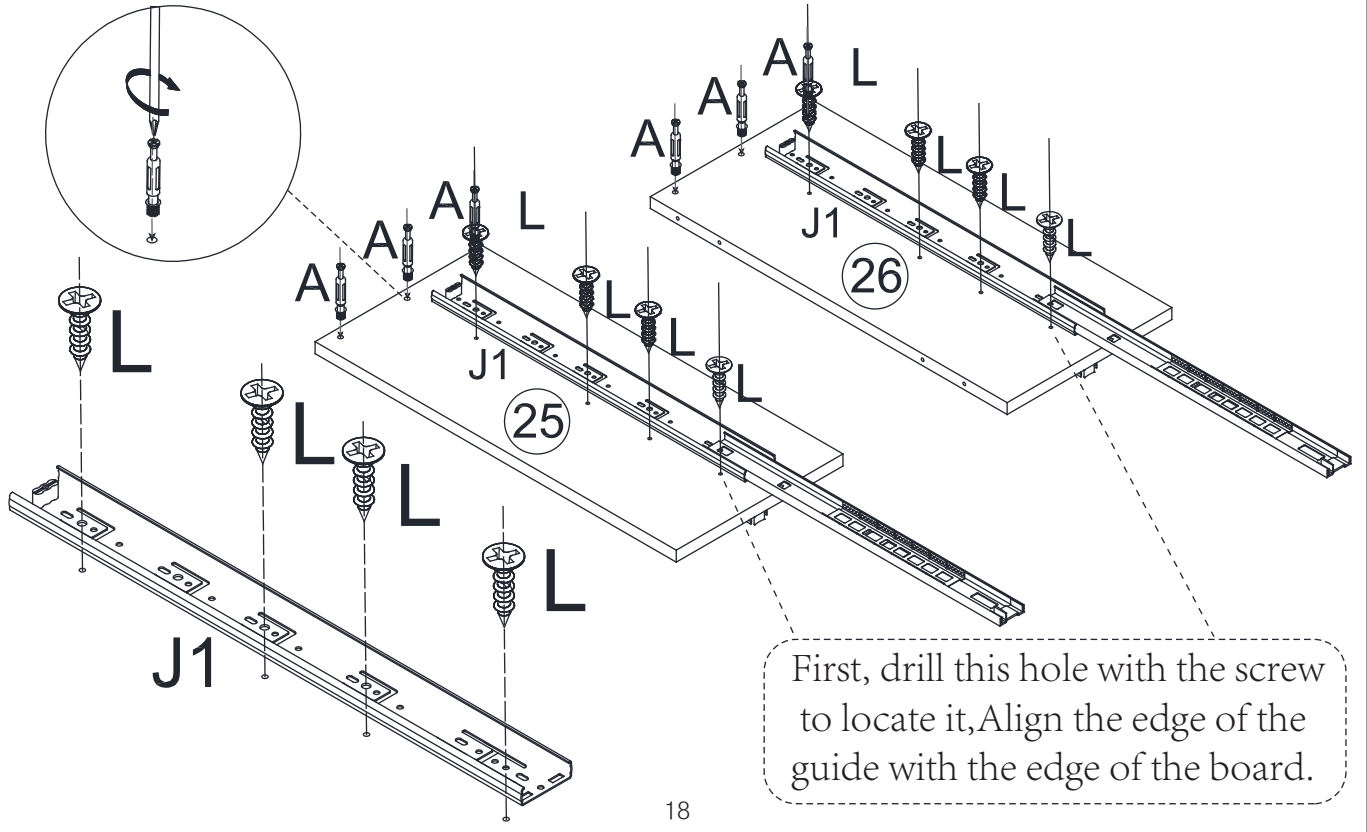 A
L
A
A
L
L
L
J1
26
A
L
A
A
L
L
L
J1
25
L
L
L
L
J1
First, drill this hole with the screw
to locate it,Align the edge of the
guide with the edge of the board.
18